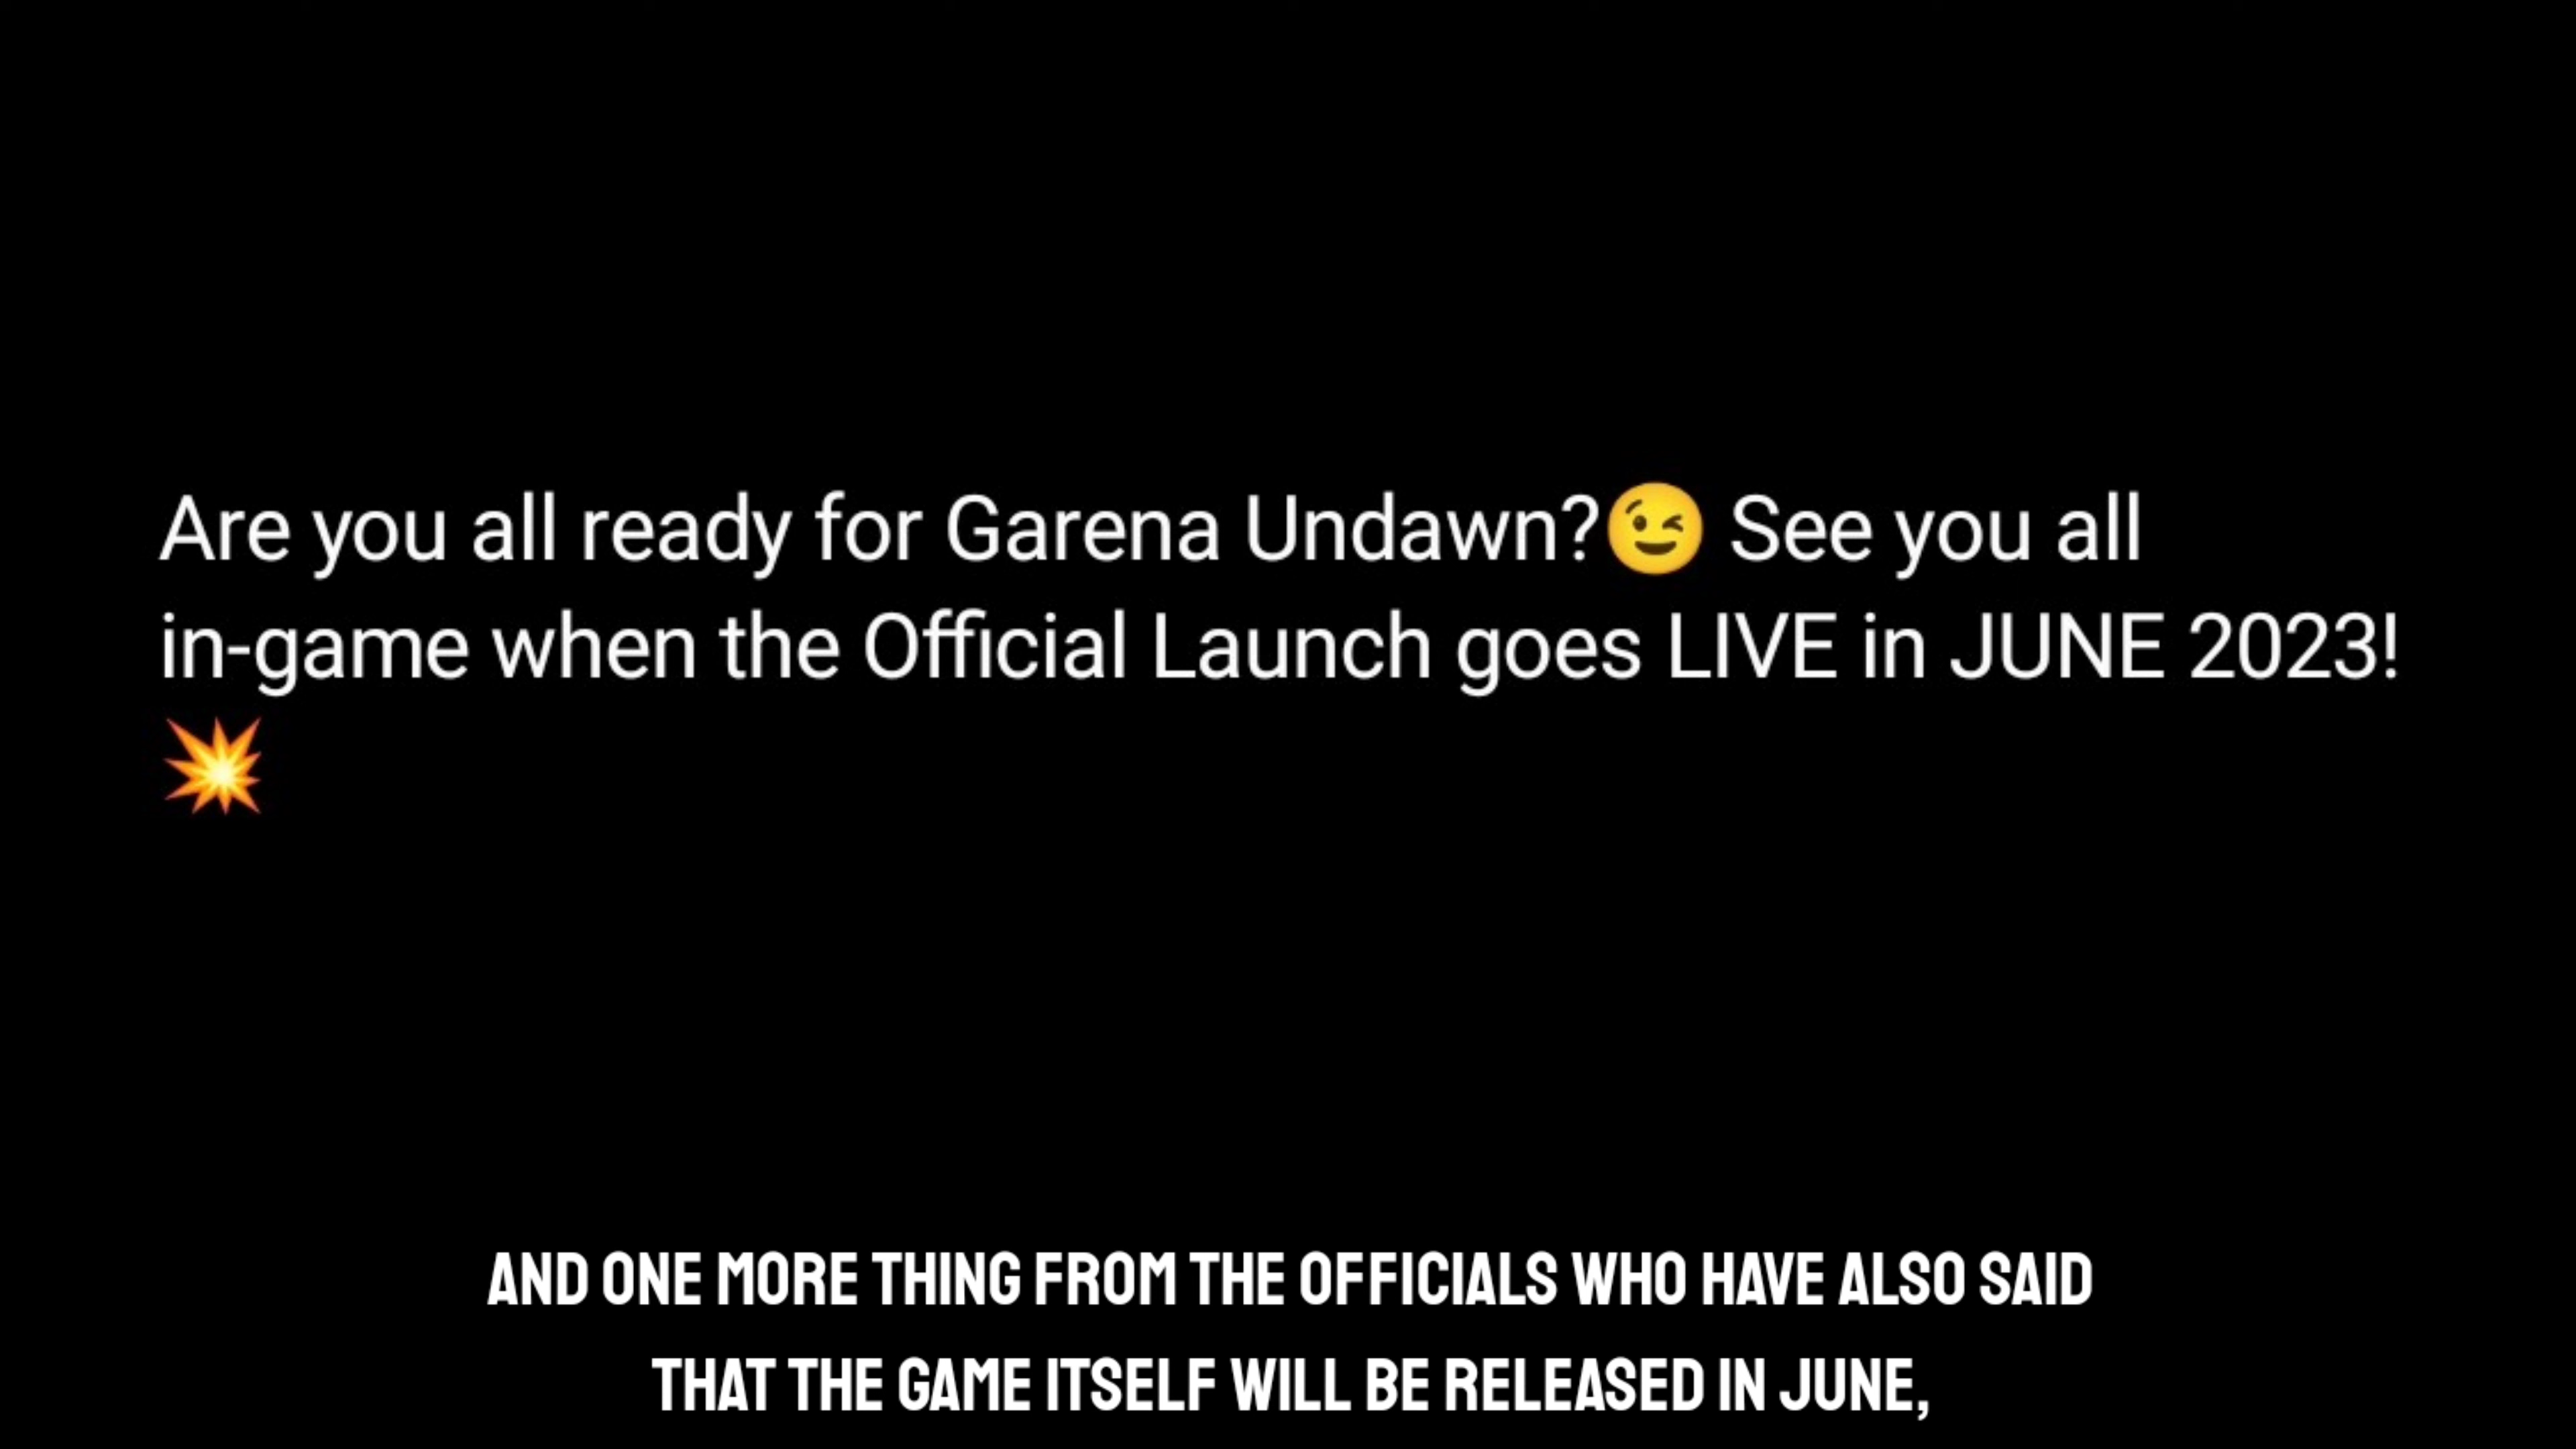 Are you all ready for Garena Undawn?😉 See you all
in-game when the Official Launch goes LIVE in JUNE 2023!
💥
AND ONE MORE THING FROM THE OFFICIALS WHO HAVE ALSO SAID
THAT THE GAME ITSELF WILL BE RELEASED IN JUNE,